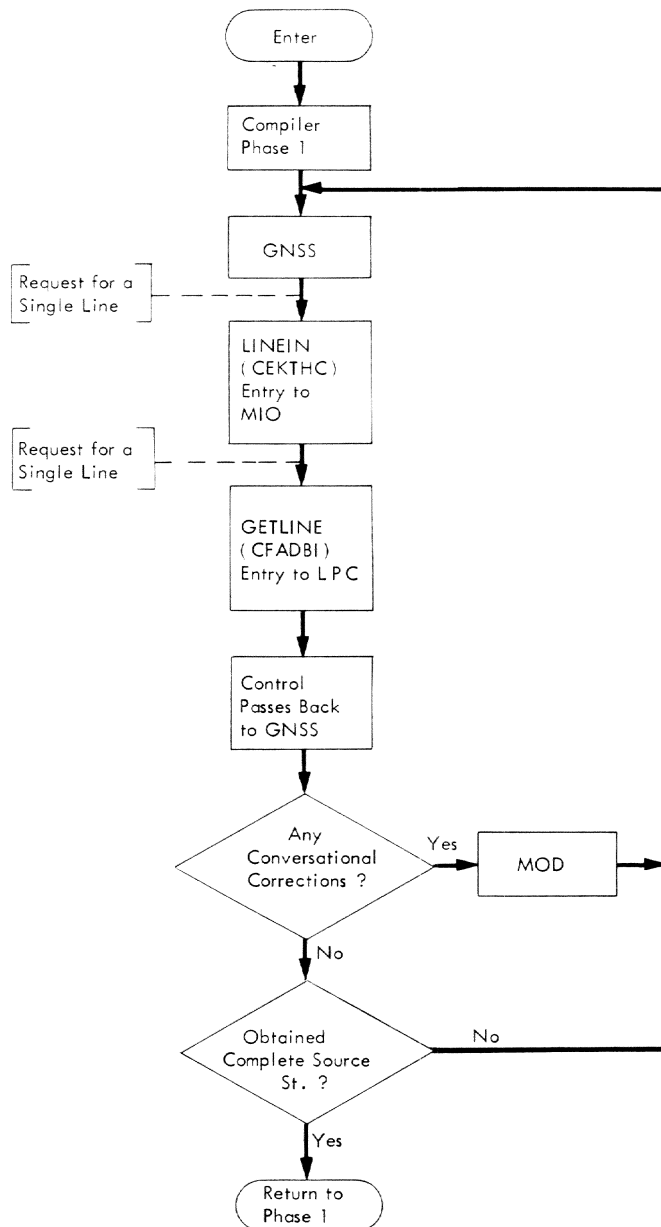 Enter
Compiler
Phase 1
GNSS
Request for a
Single Line
LINEIN
(CEKTHC)
Entry to
MIO
Request for a
Single Line
GETLINE
(CFADBI)
Entry to LPC
Control
Passes Back
to GNSS
Any
Conversational
Corrections ?
Yes
MOD
No
Obtained
Complete Source
St. ?
No
Yes
Return to
Phase 1